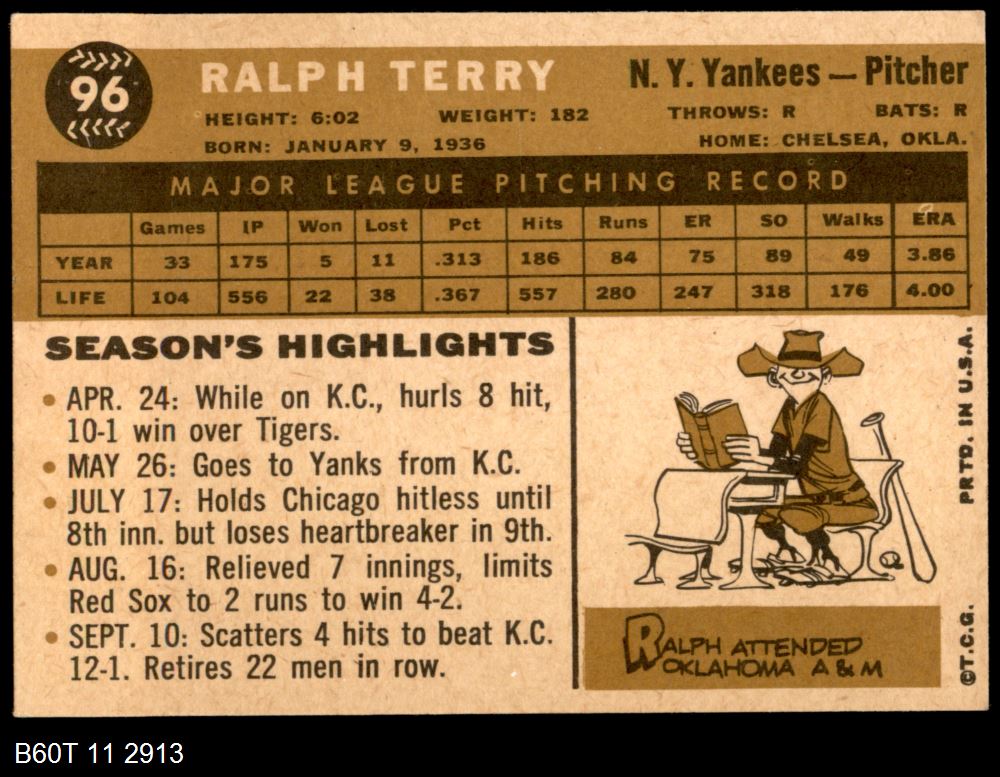 96
RALPH TERRY
N. Y. Yankees — Pitcher
HEIGHT: 6:02 WEIGHT: 182 THROWS: R BATS: R
BORN: JANUARY 9, 1936 HOME: CHELSEA, OKLA.
MAJOR LEAGUE PITCHING RECORD
Games IP Won Lost Pct Hits Runs ER SO Walks ERA
YEAR 33 175 5 11 .313 186 84 75 89 49 3.86
LIFE 104 556 22 38 .367 557 280 247 318 176 4.00
SEASON'S HIGHLIGHTS
• APR. 24: While on K.C., hurls 8 hit,
10-1 win over Tigers.
• MAY 26: Goes to Yanks from K.C.
• JULY 17: Holds Chicago hitless until
8th inn. but loses heartbreaker in 9th.
• AUG. 16: Relieved 7 innings, limits
Red Sox to 2 runs to win 4-2.
• SEPT. 10: Scatters 4 hits to beat K.C.
12-1. Retires 22 men in row.
RALPH ATTENDED
OKLAHOMA A & M
©T.C.G. PRTD. IN U.S.A.
B60T 11 2913